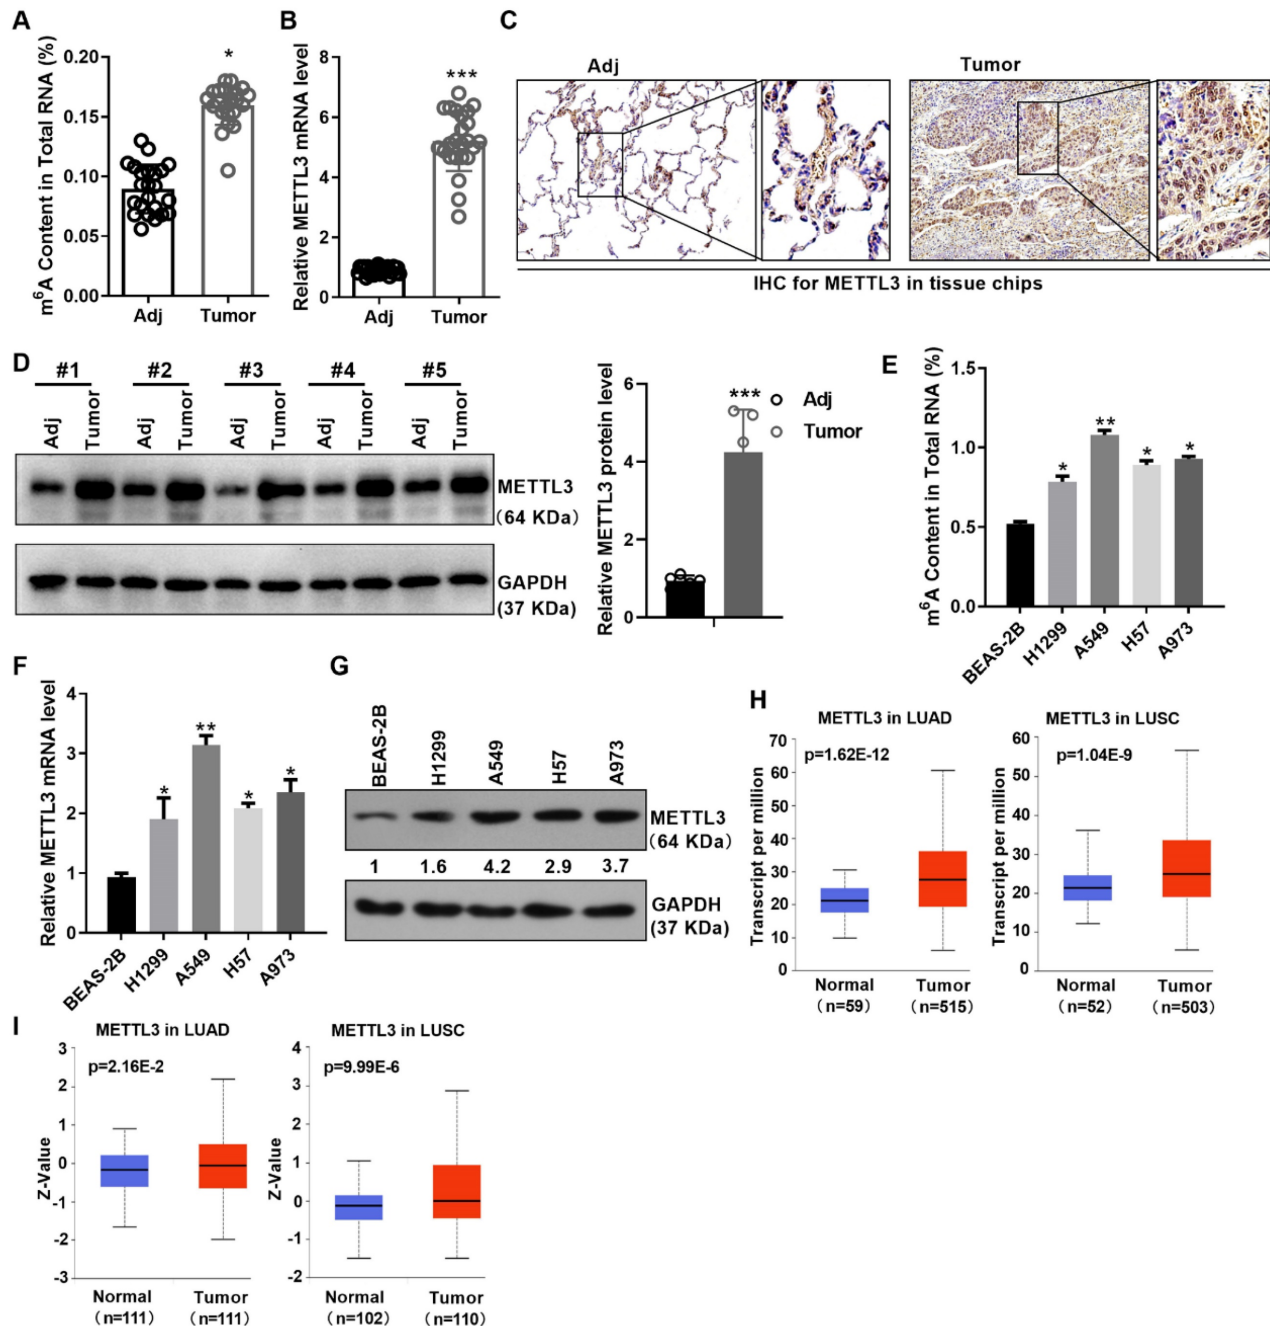 A
m⁶A Content in Total RNA (%)
0.20
0.15
0.10
0.05
0.00
*
Adj
Tumor
B
Relative METTL3 mRNA level
8
6
4
2
0
***
Adj
Tumor
C
Adj
Tumor
IHC for METTL3 in tissue chips
D
#1 #2 #3 #4 #5
Adj Tumor Adj Tumor Adj Tumor Adj Tumor Adj Tumor
METTL3
(64 KDa)
GAPDH
(37 KDa)
Relative METTL3 protein level
6
4
2
0
***
Adj
Tumor
E
m⁶A Content in Total RNA (%)
1.5
1.0
0.5
0.0
* ** * *
BEAS-2B H1299 A549 H57 A973
F
Relative METTL3 mRNA level
4
3
2
1
0
* ** * *
BEAS-2B H1299 A549 H57 A973
G
BEAS-2B H1299 A549 H57 A973
METTL3
(64 KDa)
1 1.6 4.2 2.9 3.7
GAPDH
(37 KDa)
H
METTL3 in LUAD
p=1.62E-12
Transcript per million
70
60
50
40
30
20
10
0
Normal Tumor
(n=59) (n=515)
METTL3 in LUSC
p=1.04E-9
Transcript per million
60
50
40
30
20
10
0
Normal Tumor
(n=52) (n=503)
I
METTL3 in LUAD
p=2.16E-2
Z-Value
3
2
1
0
-1
-2
-3
Normal Tumor
(n=111) (n=111)
METTL3 in LUSC
p=9.99E-6
Z-Value
4
3
2
1
0
-1
-2
Normal Tumor
(n=102) (n=110)